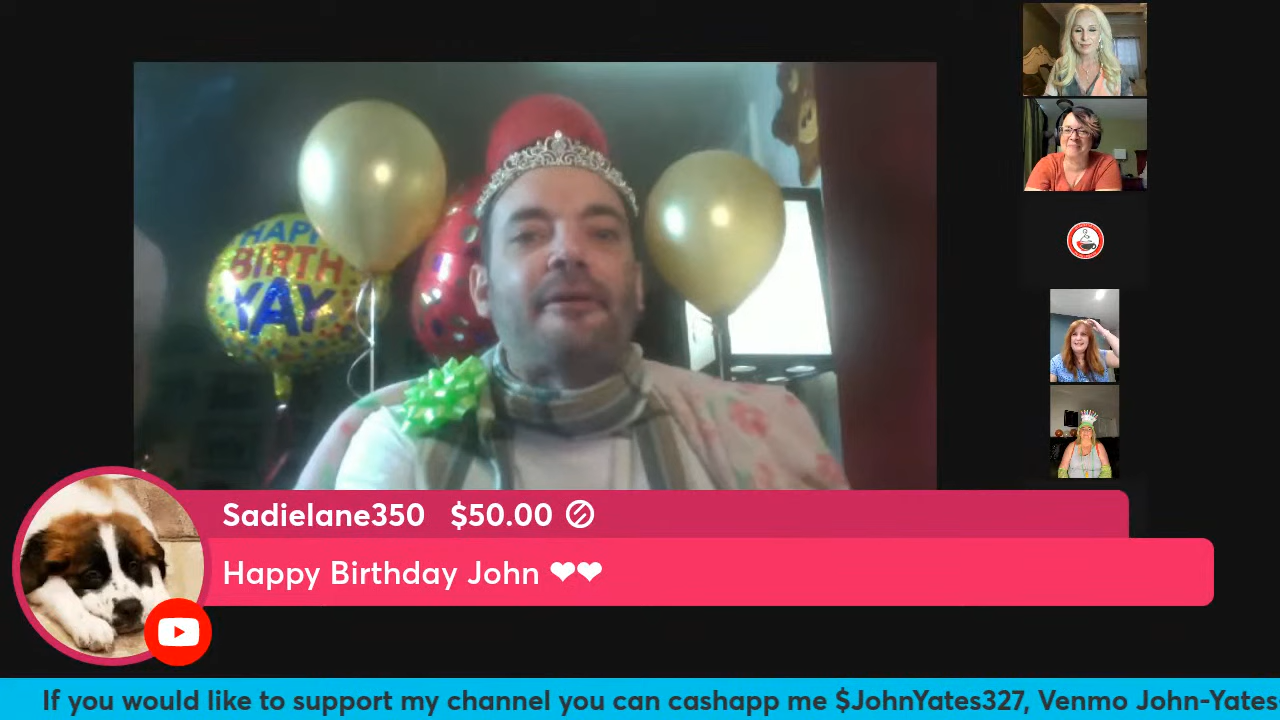 HAPP
BIRTH
YAY
Sadielane350 $50.00
Happy Birthday John ❤❤
If you would like to support my channel you can cashapp me $JohnYates327, Venmo John-Yates